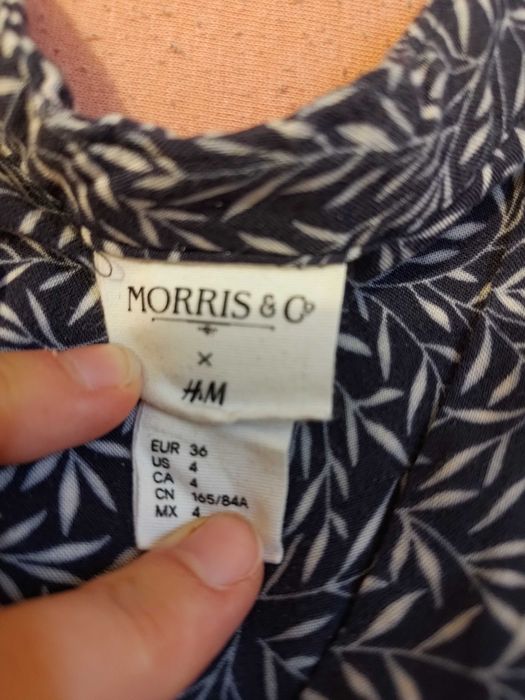 MORRIS & Co
×
H&M
EUR 36
US 4
CA 4
CN 165/84A
MX 4